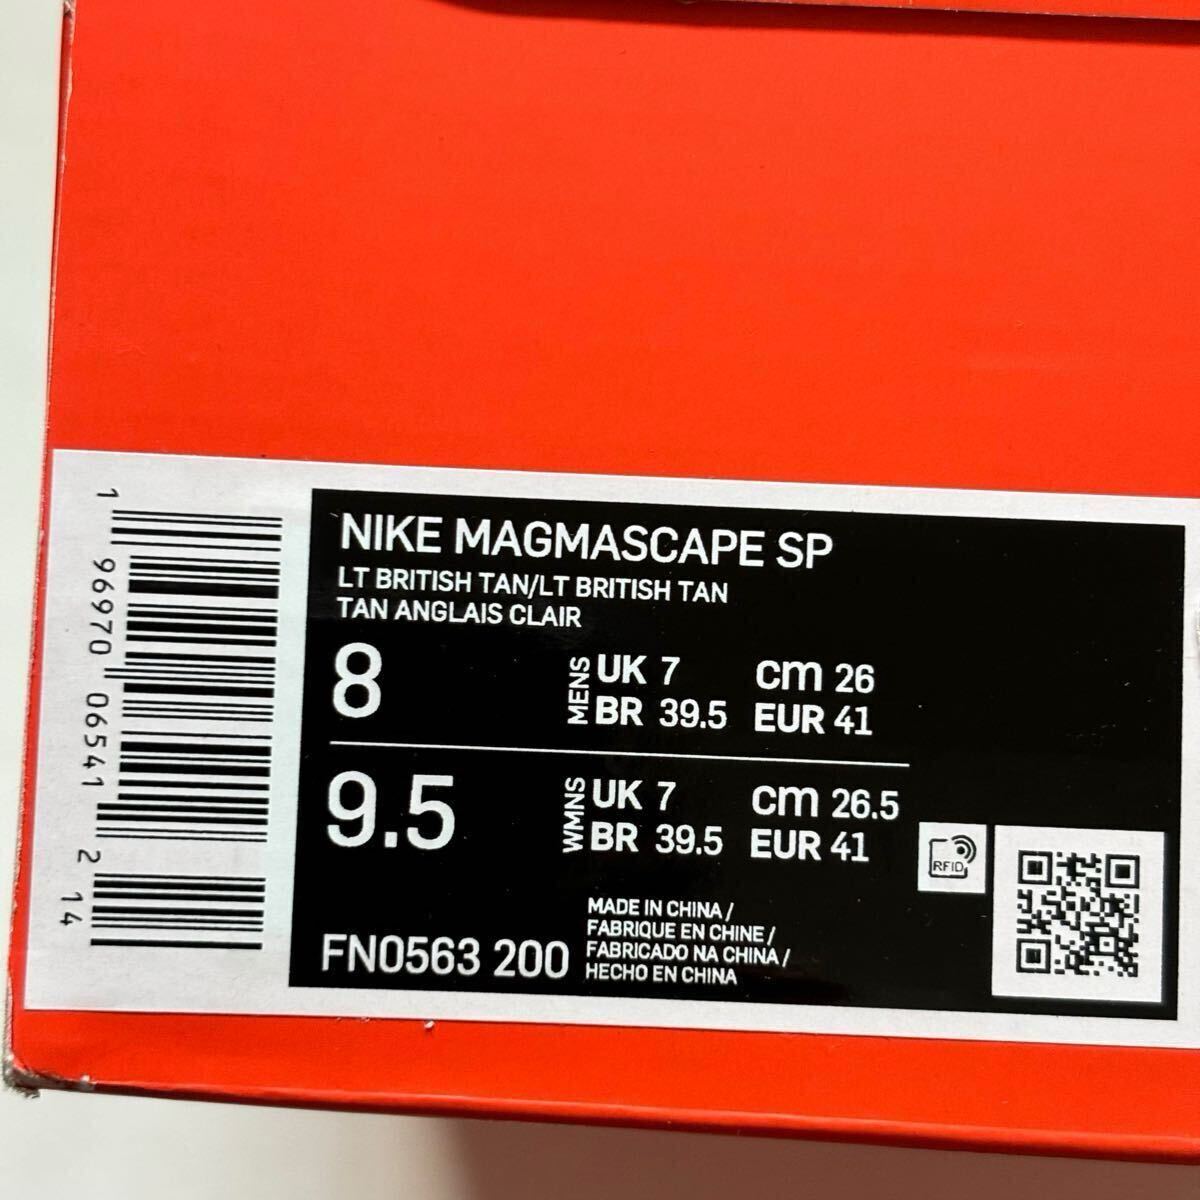 NIKE MAGMASCAPE SP
LT BRITISH TAN/LT BRITISH TAN
TAN ANGLAIS CLAIR
8 MENS UK 7 cm 26
BR 39.5 EUR 41
9.5 WMNS UK 7 cm 26.5
BR 39.5 EUR 41
RFID
FN0563 200
MADE IN CHINA /
FABRIQUE EN CHINE /
FABRICADO NA CHINA /
HECHO EN CHINA
1 96970 06541 2 14